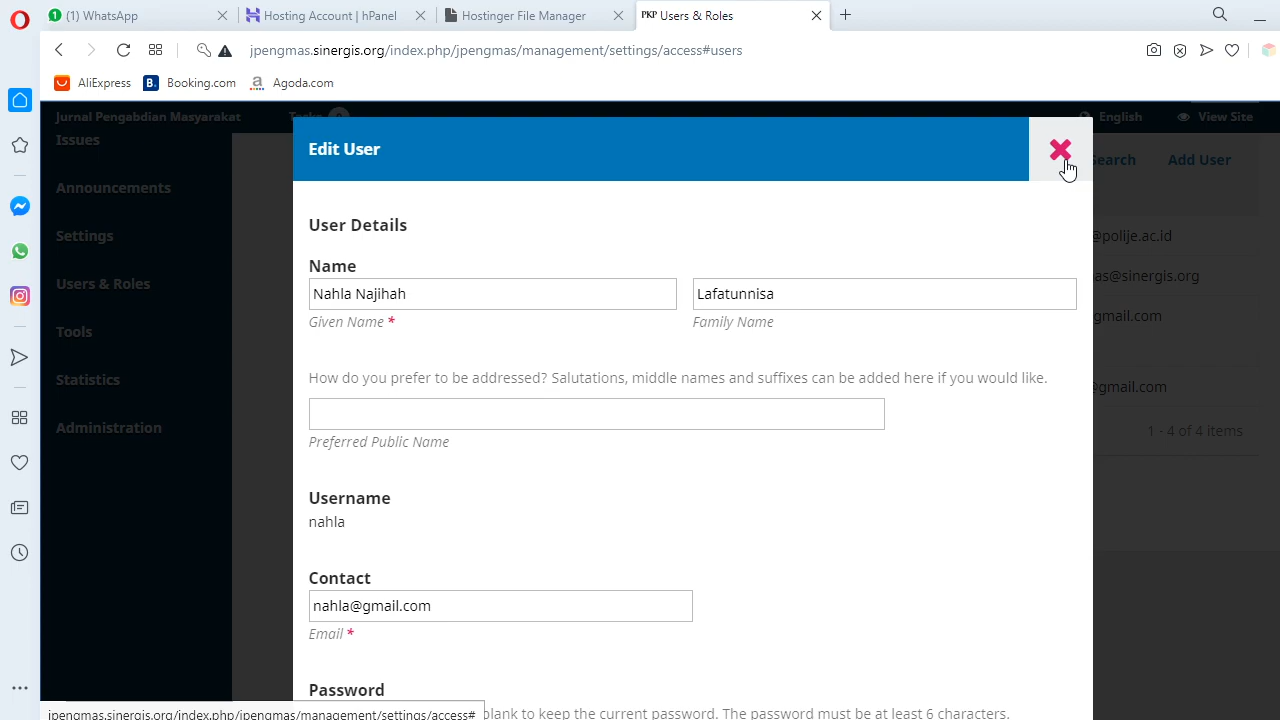 (1) WhatsApp
Hosting Account | hPanel
Hostinger File Manager
PKP Users & Roles
jpengmas.sinergis.org/index.php/jpengmas/management/settings/access#users
AliExpress
B. Booking.com
a Agoda.com
Jurnal Pengabdian Masyarakat
Tasks
English
View Site
Issues
Announcements
Settings
Users & Roles
Tools
Statistics
Administration
Search
Add User
@polije.ac.id
as@sinergis.org
gmail.com
@gmail.com
1 - 4 of 4 items
Edit User
User Details
Name
Nahla Najihah
Lafatunnisa
Given Name *
Family Name
How do you prefer to be addressed? Salutations, middle names and suffixes can be added here if you would like.
Preferred Public Name
Username
nahla
Contact
nahla@gmail.com
Email *
Password
blank to keep the current password. The password must be at least 6 characters.
jpengmas.sinergis.org/index.php/jpengmas/management/settings/access#